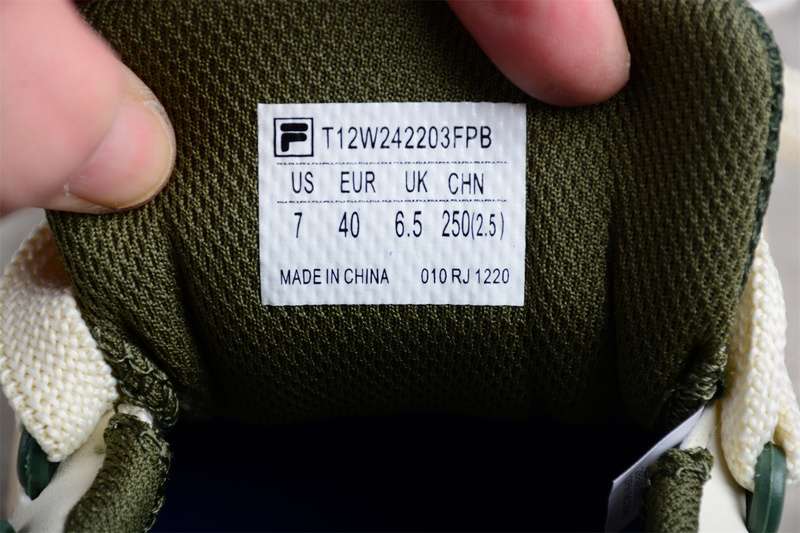 F T12W242203FPB
US EUR UK CHN
7 40 6.5 250(2.5)
MADE IN CHINA 010 RJ 1220